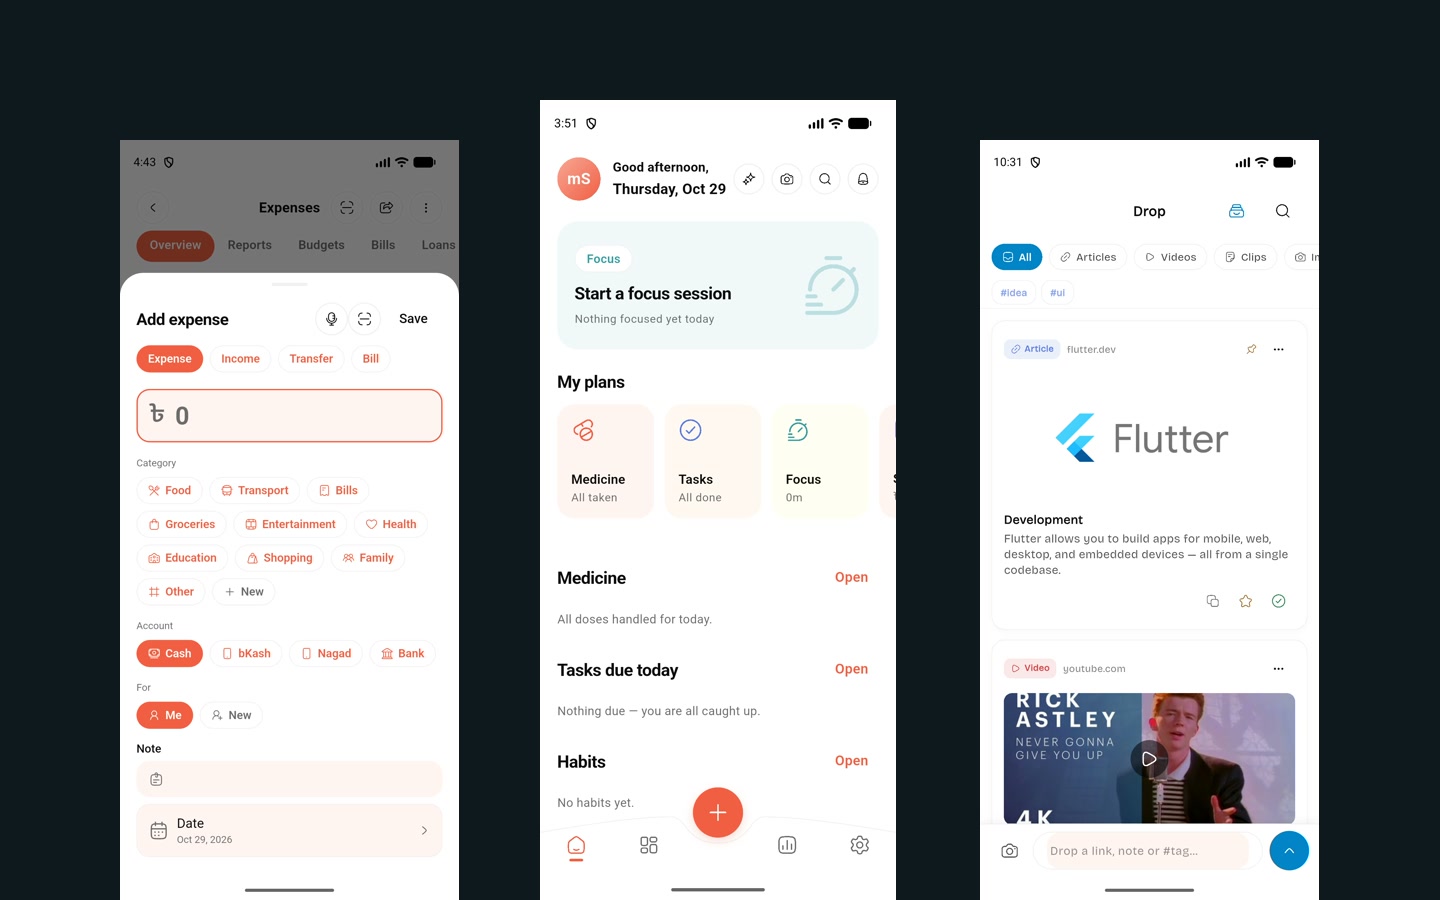 4:43
Expenses
Overview
Reports
Budgets
Bills
Loans
Add expense
Save
Expense
Income
Transfer
Bill
৳ 0
Category
Food
Transport
Bills
Groceries
Entertainment
Health
Education
Shopping
Family
Other
New
Account
Cash
bKash
Nagad
Bank
For
Me
New
Note
Date
Oct 29, 2026
3:51
mS
Good afternoon,
Thursday, Oct 29
Focus
Start a focus session
Nothing focused yet today
My plans
Medicine
All taken
Tasks
All done
Focus
0m
Medicine
Open
All doses handled for today.
Tasks due today
Open
Nothing due — you are all caught up.
Habits
Open
No habits yet.
10:31
Drop
All
Articles
Videos
Clips
#idea
#ui
Article
flutter.dev
Flutter
Development
Flutter allows you to build apps for mobile, web,
desktop, and embedded devices — all from a single
codebase.
Video
youtube.com
RICK
ASTLEY
NEVER GONNA
GIVE YOU UP
4K
Drop a link, note or #tag...